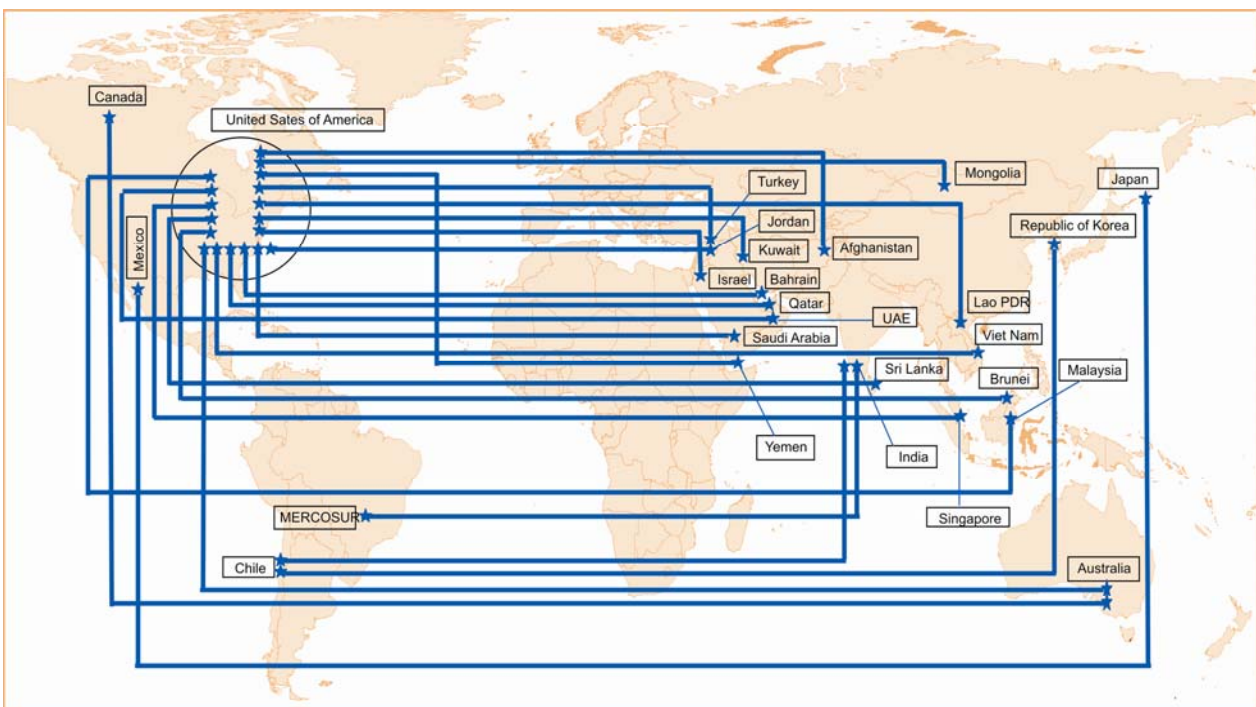 Canada
United Sates of America
Mexico
Turkey
Mongolia
Japan
Jordan
Republic of Korea
Kuwait
Afghanistan
Israel
Bahrain
Qatar
Lao PDR
UAE
Saudi Arabia
Viet Nam
Sri Lanka
Brunei
Malaysia
Yemen
India
MERCOSUR
Singapore
Chile
Australia